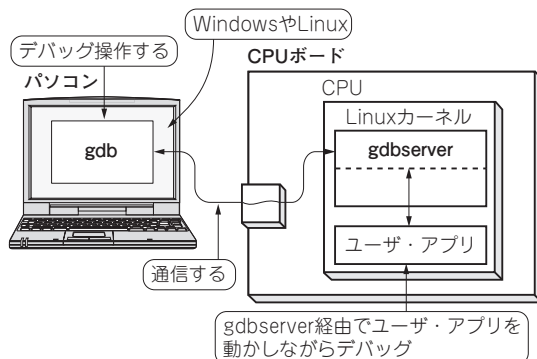 WindowsやLinux
デバッグ操作する
パソコン
gdb
通信する
CPUボード
CPU
Linuxカーネル
gdbserver
ユーザ・アプリ
gdbserver経由でユーザ・アプリを
動かしながらデバッグ